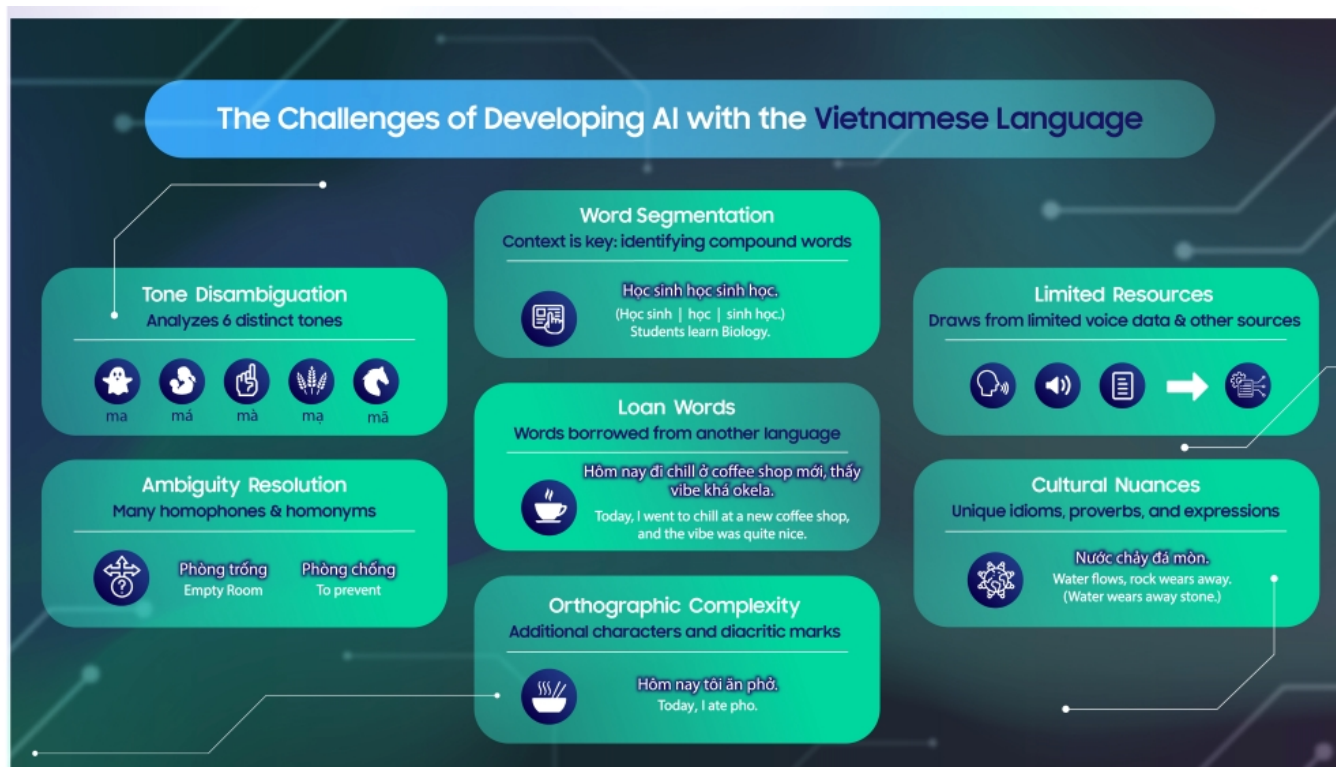 The Challenges of Developing AI with the Vietnamese Language
Tone Disambiguation
Analyzes 6 distinct tones
ma má mà mạ mã
Ambiguity Resolution
Many homophones & homonyms
Phòng trống Phòng chống
Empty Room To prevent
Word Segmentation
Context is key: identifying compound words
Học sinh học sinh học.
(Học sinh | học | sinh học.)
Students learn Biology.
Loan Words
Words borrowed from another language
Hôm nay đi chill ở coffee shop mới, thấy
vibe khá okela.
Today, I went to chill at a new coffee shop,
and the vibe was quite nice.
Orthographic Complexity
Additional characters and diacritic marks
Hôm nay tôi ăn phở.
Today, I ate pho.
Limited Resources
Draws from limited voice data & other sources
Cultural Nuances
Unique idioms, proverbs, and expressions
Nước chảy đá mòn.
Water flows, rock wears away.
(Water wears away stone.)